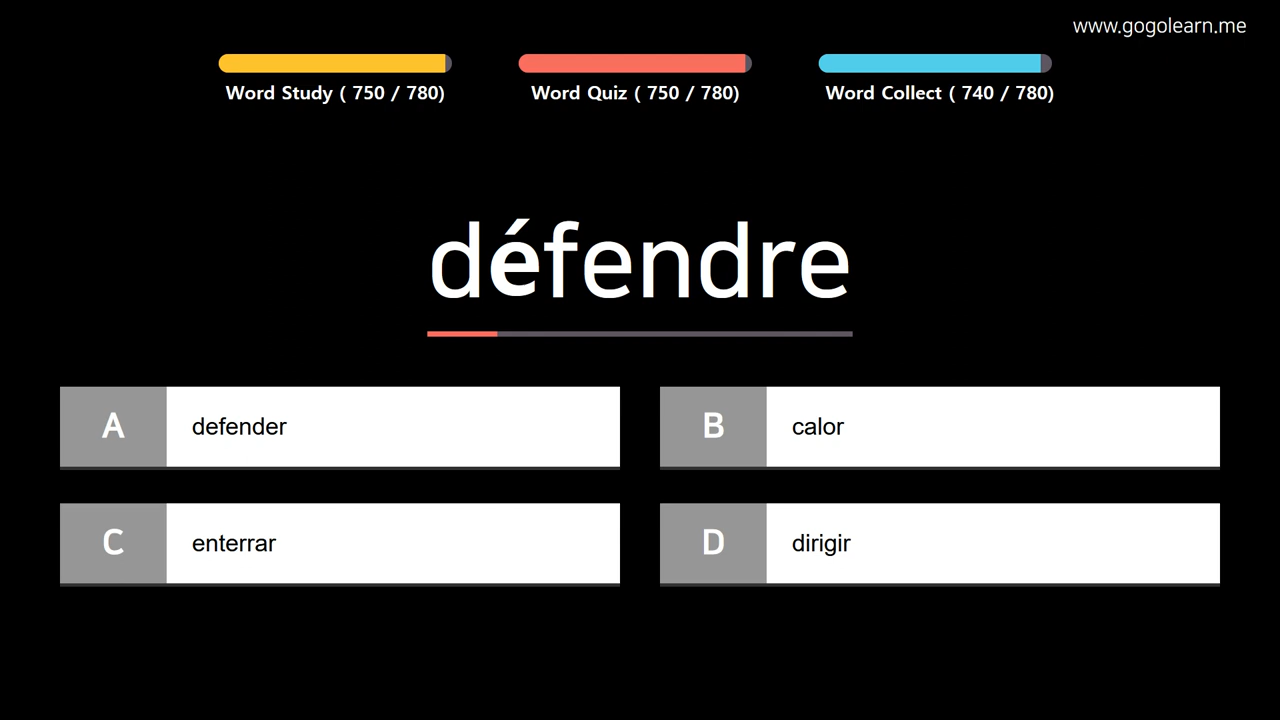 www.gogolearn.me
Word Study ( 750 / 780)
Word Quiz ( 750 / 780)
Word Collect ( 740 / 780)
défendre
A defender
B calor
C enterrar
D dirigir